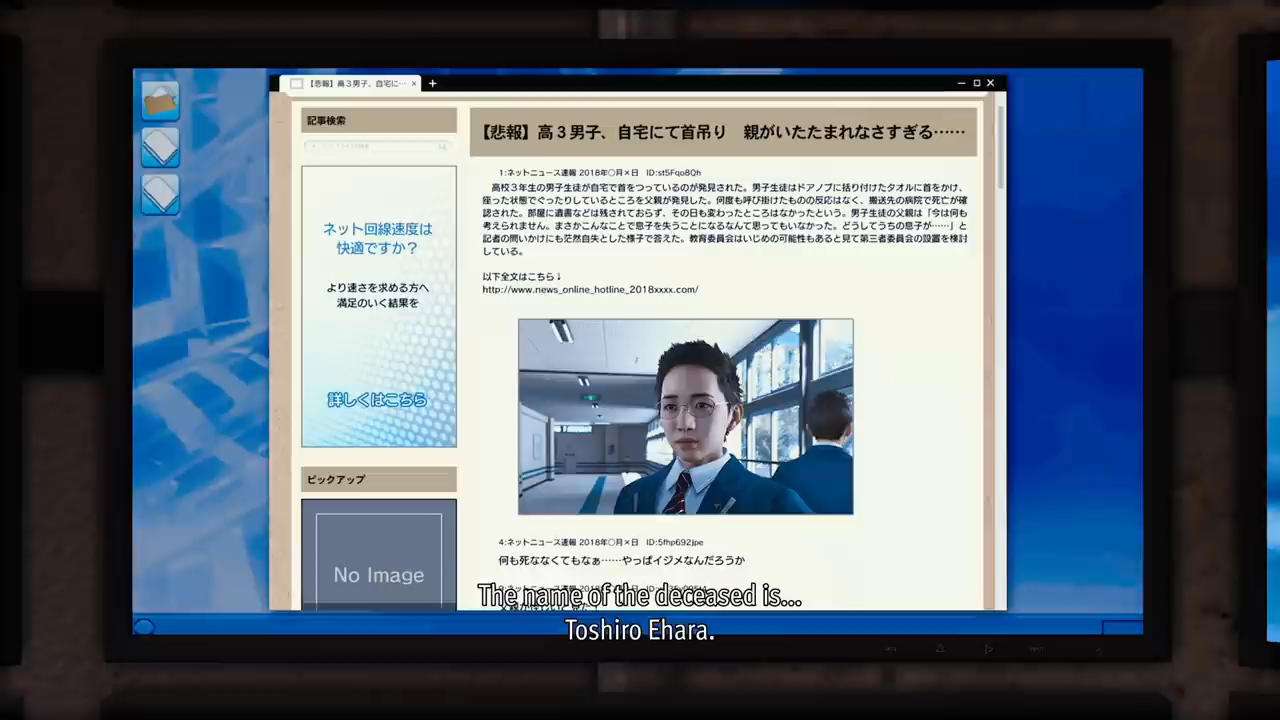 【悲報】高３男子、自宅に…
記事検索
ネット回線速度は
快適ですか？
より速さを求める方へ
満足のいく結果を
詳しくはこちら
ピックアップ
No Image
【悲報】高３男子、自宅にて首吊り　親がいたたまれなさすぎる……
1:ネットニュース速報 2018年○月×日　ID:st5Fqo8Qh
高校３年生の男子生徒が自宅で首をつっているのが発見された。男子生徒はドアノブに括り付けたタオルに首をかけ、
座った状態でぐったりしているところを父親が発見した。何度も呼び掛けたものの反応はなく、搬送先の病院で死亡が確
認された。部屋に遺書などは残されておらず、その日も変わったところはなかったという。男子生徒の父親は「今は何も
考えられません。まさかこんなことで息子を失うことになるなんて思ってもいなかった。どうしてうちの息子が……」と
記者の問いかけにも茫然自失とした様子で答えた。教育委員会はいじめの可能性もあると見て第三者委員会の設置を検討
している。
以下全文はこちら↓
http://www.news_online_hotline_2018xxxx.com/
4:ネットニュース速報 2018年○月×日　ID:5fhp692jpe
何も死ななくてもなぁ……やっぱイジメなんだろうか
The name of the deceased is...
Toshiro Ehara.